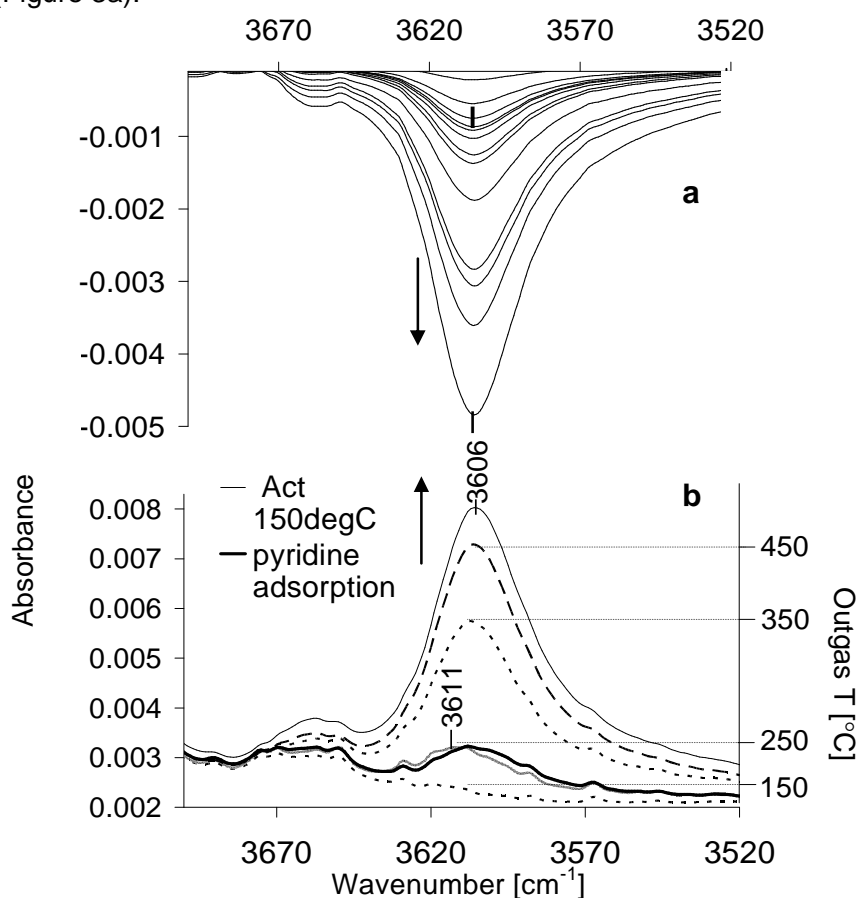 (Figure 3a).
3670 3620 3570 3520
-0.001
-0.002
-0.003
-0.004
-0.005
a
3606
b
Act
150degC
pyridine
adsorption
0.008
0.007
0.006
0.005
0.004
0.003
0.002
3611
450
350
250
150
Absorbance
Outgas T [°C]
3670 3620 3570 3520
Wavenumber [cm⁻¹]